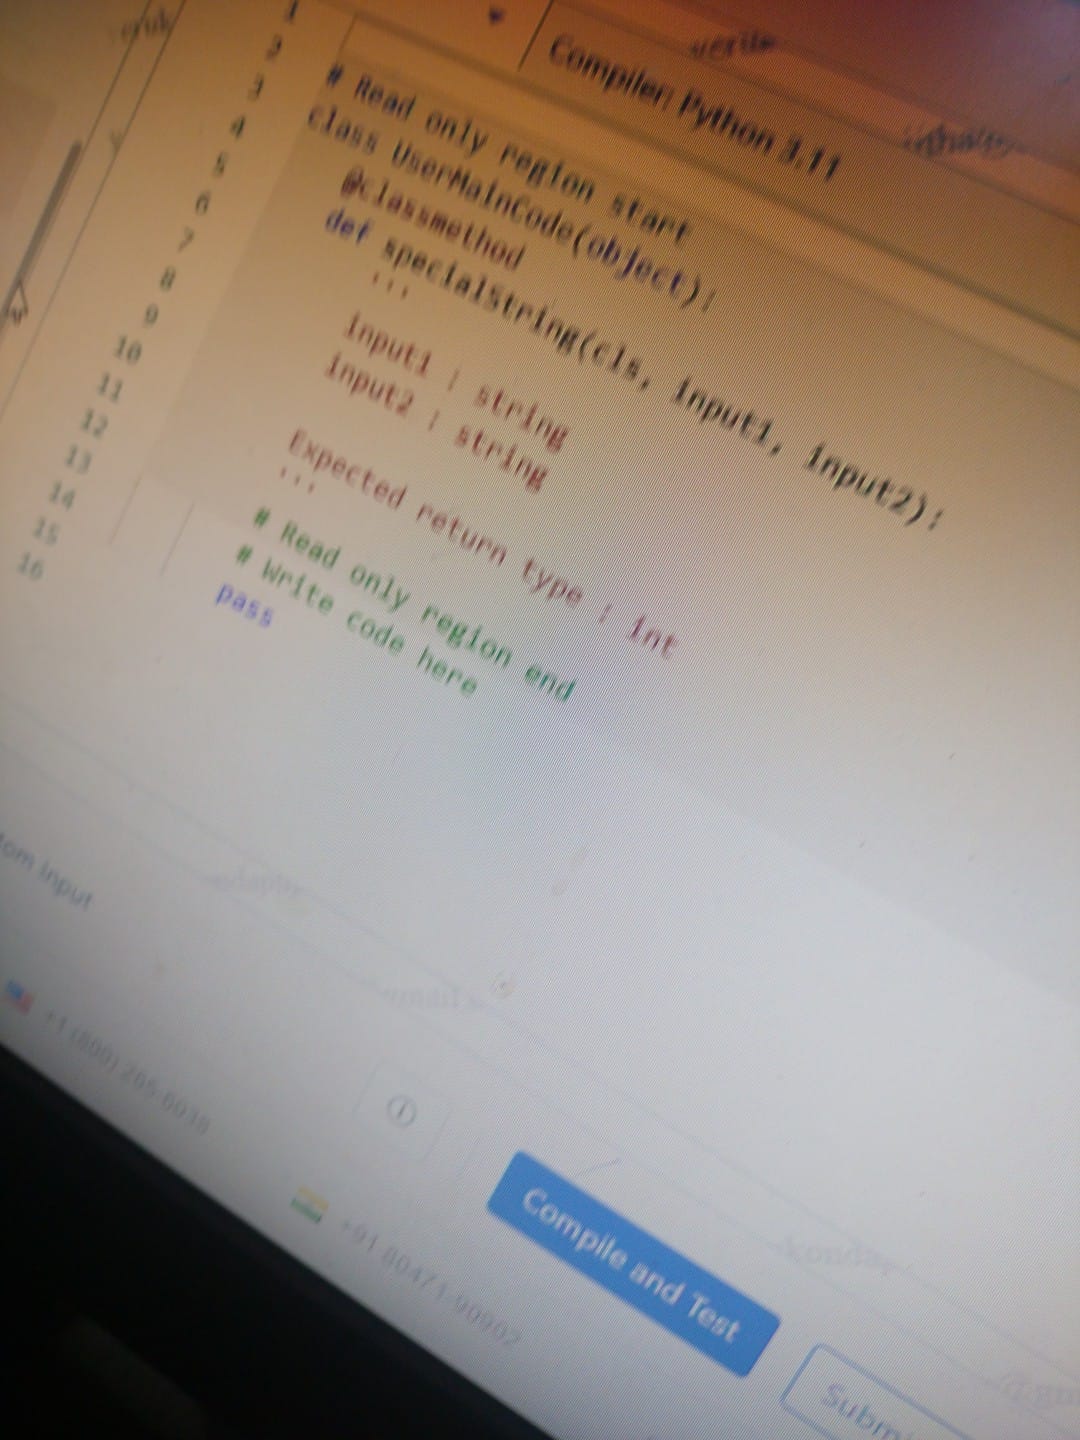 Compiler: Python 3.11
1
2
3 # Read only region start
4 class UserMainCode(object):
5 @classmethod
6 def specialString(cls, input1, input2):
7 '''
8 input1 : string
9 input2 : string
10
11 Expected return type : int
12 '''
13 # Read only region end
14 # Write code here
15 pass
16
tom input
+1 (800) 265-6038
+91 80471-90902
Compile and Test